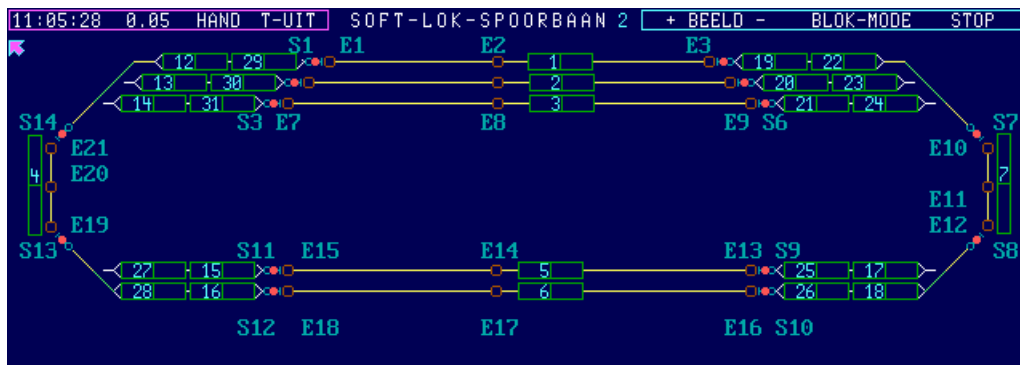 11:05:28 0.05 HAND T-UIT SOFT-LOK-SPOORBAAN 2 + BEELD - BLOK-MODE STOP
S1 E1 E2 E3
12 29 1 19 22
13 30 2 20 23
14 31 3 21 24
S14 S3 E7 E8 E9 S6 S7
E21 E10
4 E20 7
E11
E19 E12
S13 S11 E15 E14 E13 S9 S8
27 15 5 25 17
28 16 6 26 18
S12 E18 E17 E16 S10